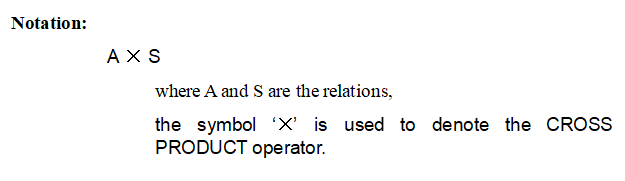 Notation:
A X S
where A and S are the relations,
the symbol ‘X’ is used to denote the CROSS
PRODUCT operator.